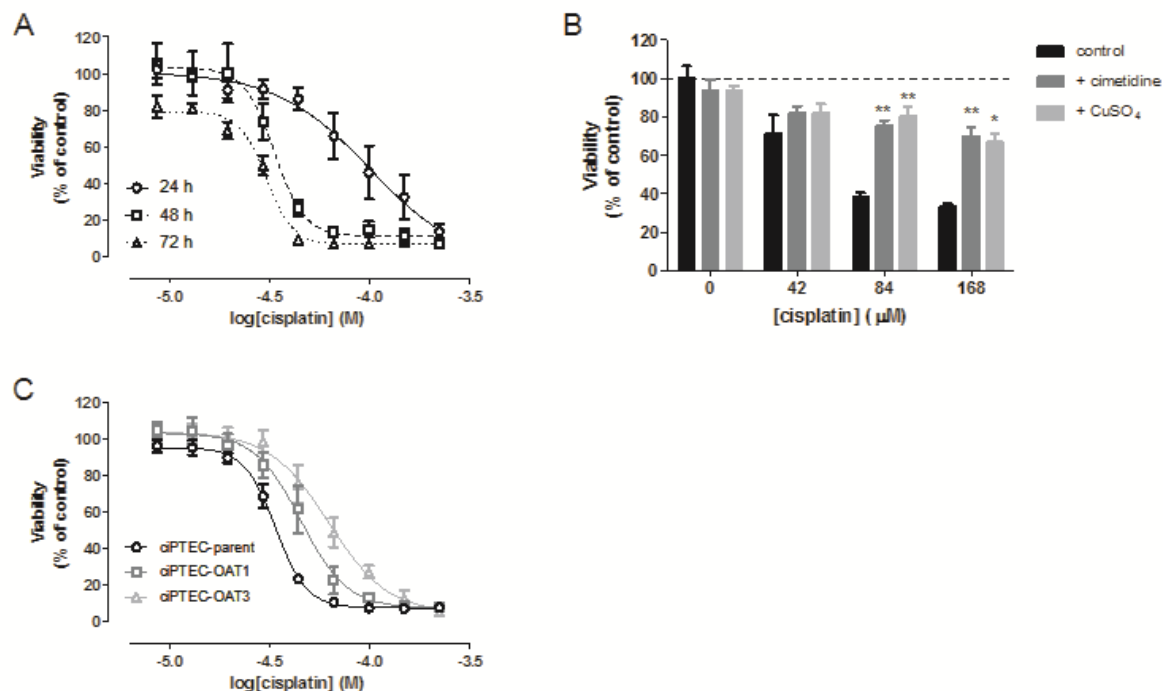 A
120
100
80
60
40
20
0
Viability
(% of control)
24 h
48 h
72 h
-5.0 -4.5 -4.0 -3.5
log[cisplatin] (M)
B
120
100
80
60
40
20
0
Viability
(% of control)
** **
** *
0 42 84 168
[cisplatin] ( μM)
control
+ cimetidine
+ CuSO₄
C
120
100
80
60
40
20
0
Viability
(% of control)
ciPTEC-parent
ciPTEC-OAT1
ciPTEC-OAT3
-5.0 -4.5 -4.0 -3.5
log[cisplatin] (M)